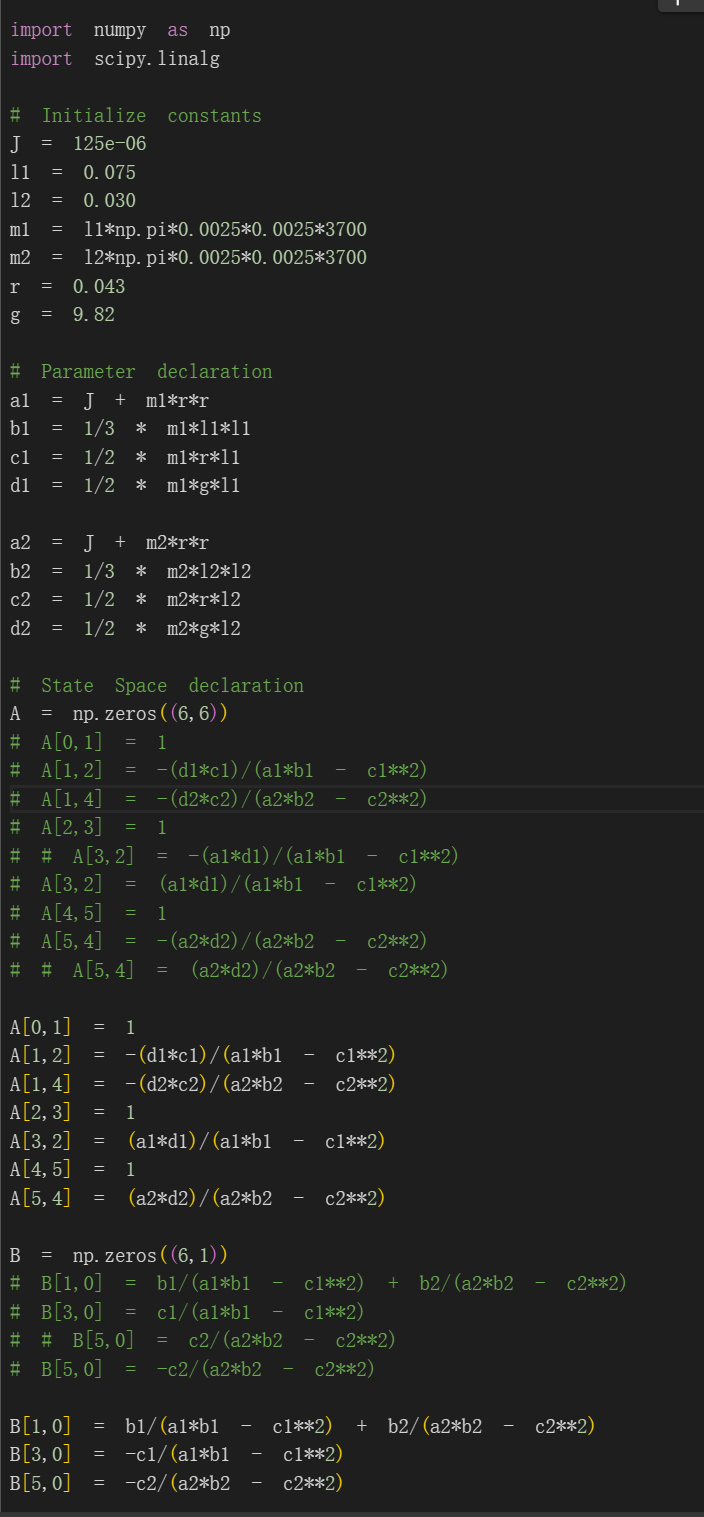 import numpy as np
import scipy.linalg
# Initialize constants
J = 125e-06
l1 = 0.075
l2 = 0.030
m1 = l1*np.pi*0.0025*0.0025*3700
m2 = l2*np.pi*0.0025*0.0025*3700
r = 0.043
g = 9.82
# Parameter declaration
a1 = J + m1*r*r
b1 = 1/3 * m1*l1*l1
c1 = 1/2 * m1*r*l1
d1 = 1/2 * m1*g*l1
a2 = J + m2*r*r
b2 = 1/3 * m2*l2*l2
c2 = 1/2 * m2*r*l2
d2 = 1/2 * m2*g*l2
# State Space declaration
A = np.zeros((6,6))
# A[0,1] = 1
# A[1,2] = -(d1*c1)/(a1*b1 - c1**2)
# A[1,4] = -(d2*c2)/(a2*b2 - c2**2)
# A[2,3] = 1
# # A[3,2] = -(a1*d1)/(a1*b1 - c1**2)
# A[3,2] = (a1*d1)/(a1*b1 - c1**2)
# A[4,5] = 1
# A[5,4] = -(a2*d2)/(a2*b2 - c2**2)
# # A[5,4] = (a2*d2)/(a2*b2 - c2**2)
A[0,1] = 1
A[1,2] = -(d1*c1)/(a1*b1 - c1**2)
A[1,4] = -(d2*c2)/(a2*b2 - c2**2)
A[2,3] = 1
A[3,2] = (a1*d1)/(a1*b1 - c1**2)
A[4,5] = 1
A[5,4] = (a2*d2)/(a2*b2 - c2**2)
B = np.zeros((6,1))
# B[1,0] = b1/(a1*b1 - c1**2) + b2/(a2*b2 - c2**2)
# B[3,0] = c1/(a1*b1 - c1**2)
# # B[5,0] = c2/(a2*b2 - c2**2)
# B[5,0] = -c2/(a2*b2 - c2**2)
B[1,0] = b1/(a1*b1 - c1**2) + b2/(a2*b2 - c2**2)
B[3,0] = -c1/(a1*b1 - c1**2)
B[5,0] = -c2/(a2*b2 - c2**2)